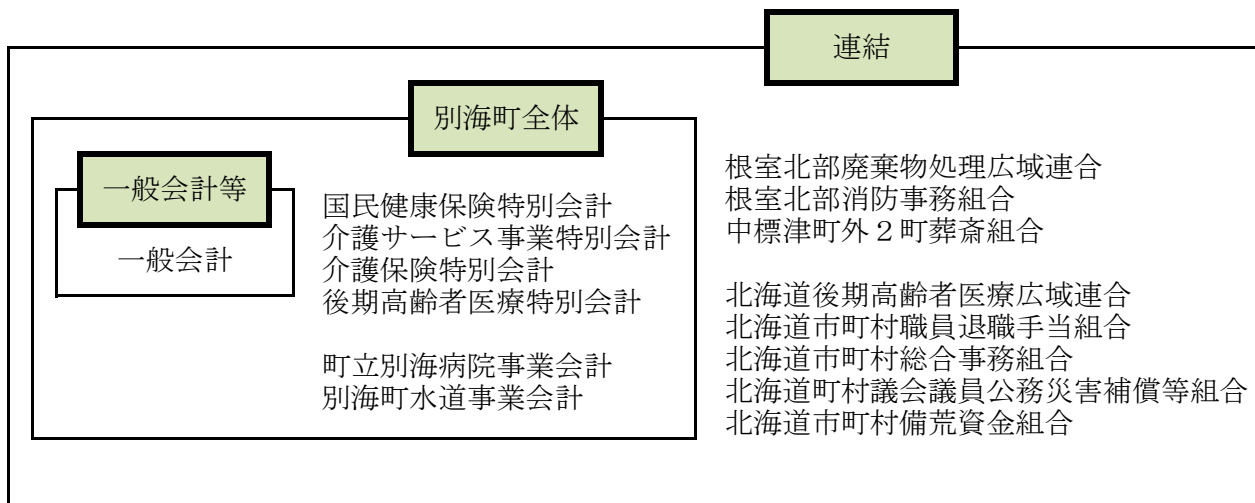 連結
別海町全体
一般会計等
一般会計
国民健康保険特別会計
介護サービス事業特別会計
介護保険特別会計
後期高齢者医療特別会計
町立別海病院事業会計
別海町水道事業会計
根室北部廃棄物処理広域連合
根室北部消防事務組合
中標津町外２町葬斎組合
北海道後期高齢者医療広域連合
北海道市町村職員退職手当組合
北海道市町村総合事務組合
北海道町村議会議員公務災害補償等組合
北海道市町村備荒資金組合